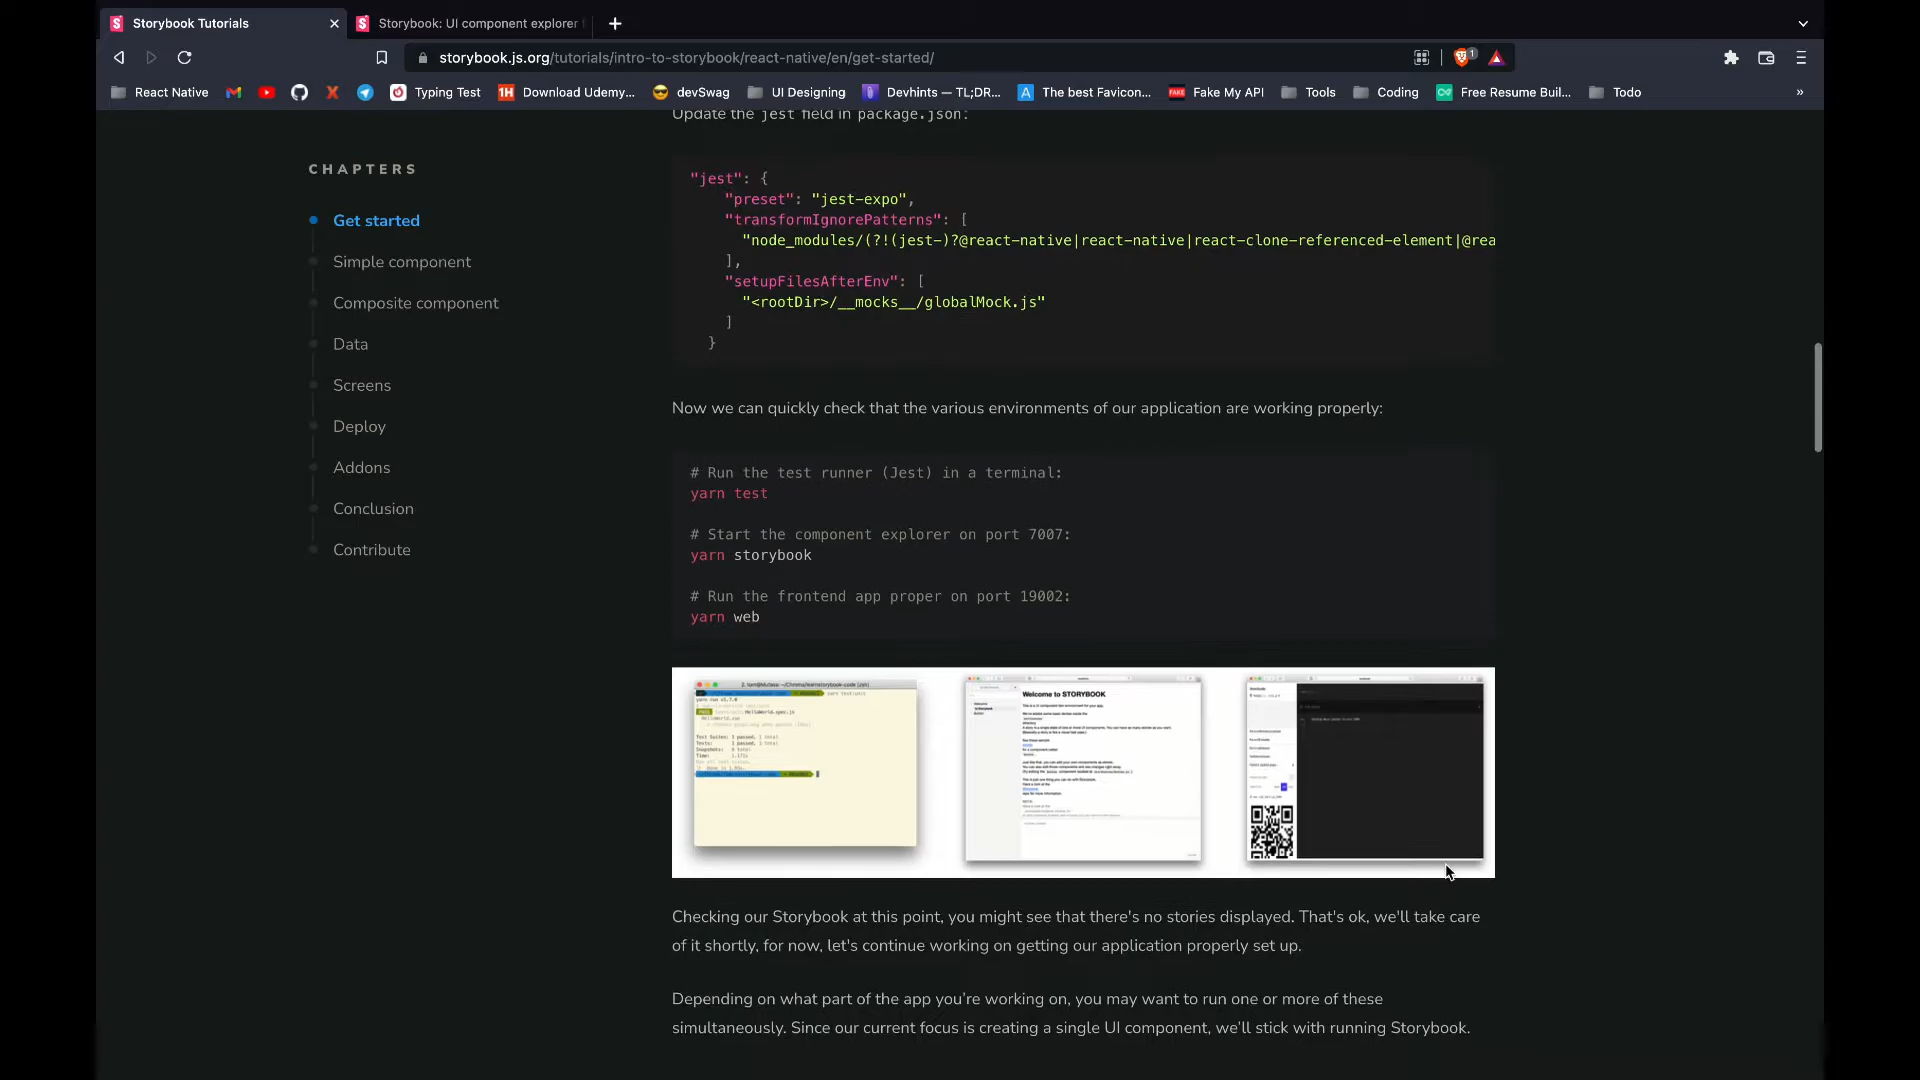 Storybook Tutorials
Storybook: UI component explorer
storybook.js.org/tutorials/intro-to-storybook/react-native/en/get-started/
1
React Native
Typing Test
1H
Download Udemy...
devSwag
UI Designing
Devhints — TL;DR...
A
The best Favicon...
FAKE
Fake My API
Tools
Coding
Free Resume Buil...
Todo
»
Update the jest field in package.json:
CHAPTERS
Get started
Simple component
Composite component
Data
Screens
Deploy
Addons
Conclusion
Contribute
"jest": {
"preset": "jest-expo",
"transformIgnorePatterns": [
"node_modules/(?!(jest-)?@react-native|react-native|react-clone-referenced-element|@rea
],
"setupFilesAfterEnv": [
"<rootDir>/__mocks__/globalMock.js"
]
}
Now we can quickly check that the various environments of our application are working properly:
# Run the test runner (Jest) in a terminal:
yarn test
# Start the component explorer on port 7007:
yarn storybook
# Run the frontend app proper on port 19002:
yarn web
Welcome to STORYBOOK
Checking our Storybook at this point, you might see that there's no stories displayed. That's ok, we'll take care
of it shortly, for now, let's continue working on getting our application properly set up.
Depending on what part of the app you’re working on, you may want to run one or more of these
simultaneously. Since our current focus is creating a single UI component, we’ll stick with running Storybook.